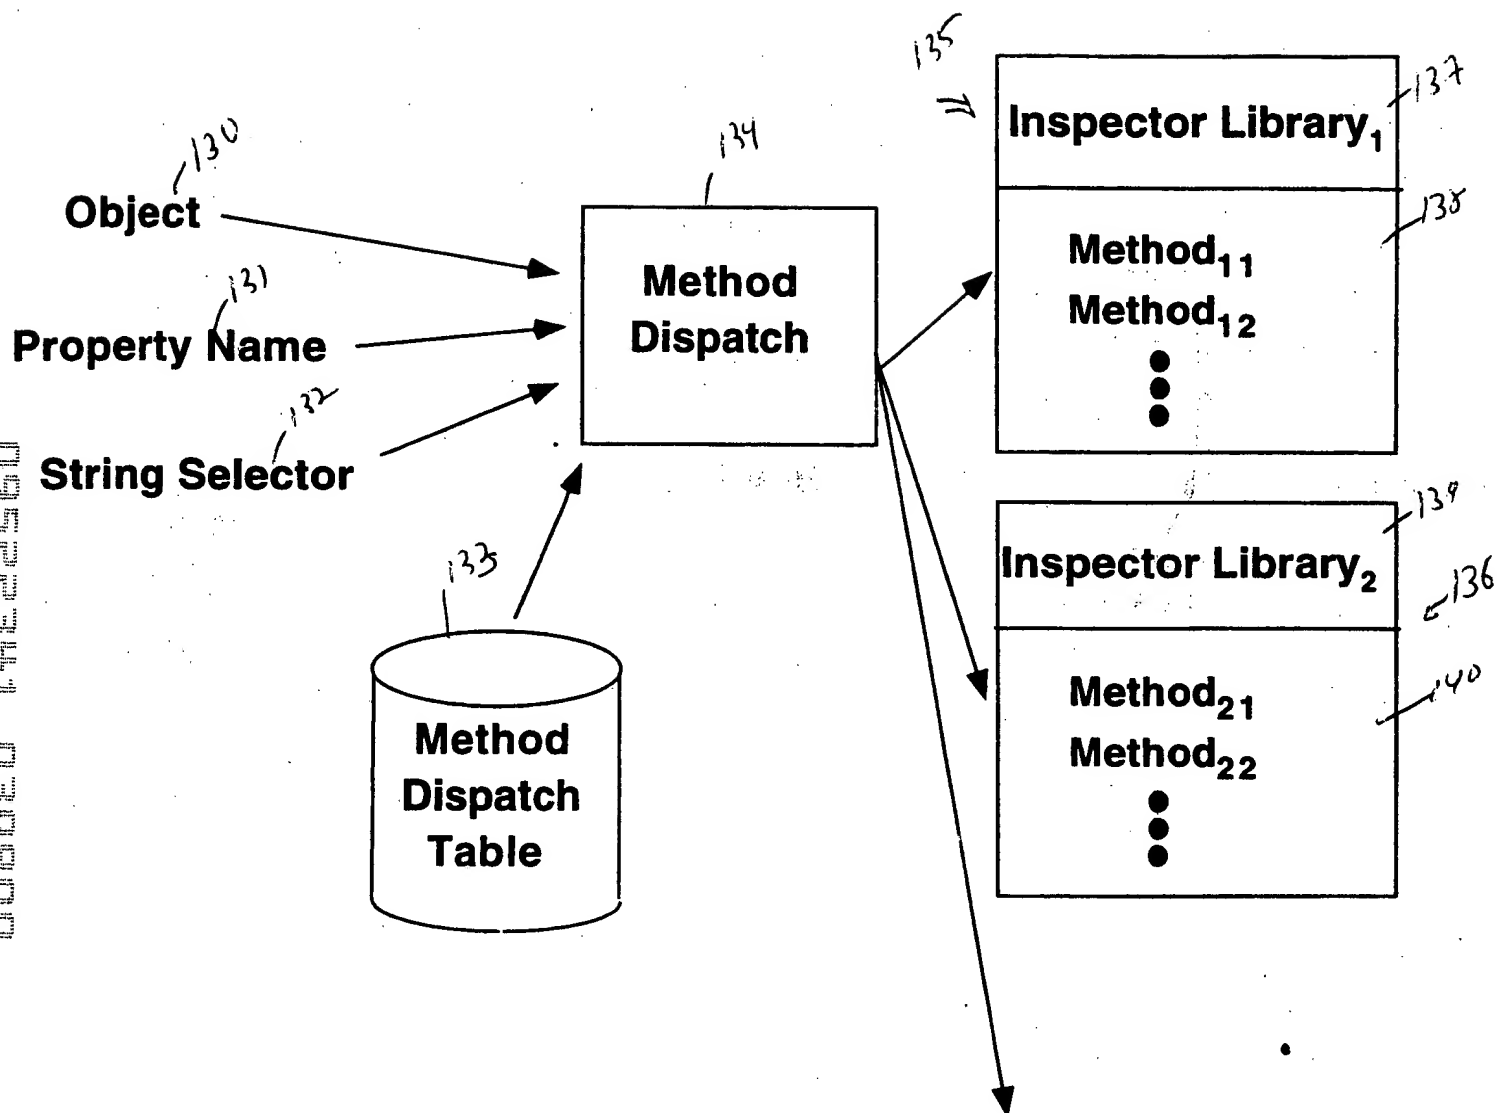 135
137
Inspector Library1
134
130
Object
138
Method11
Method12
131
Property Name
Method
Dispatch
132
String Selector
139
Inspector Library2
136
133
140
Method21
Method22
Method
Dispatch
Table